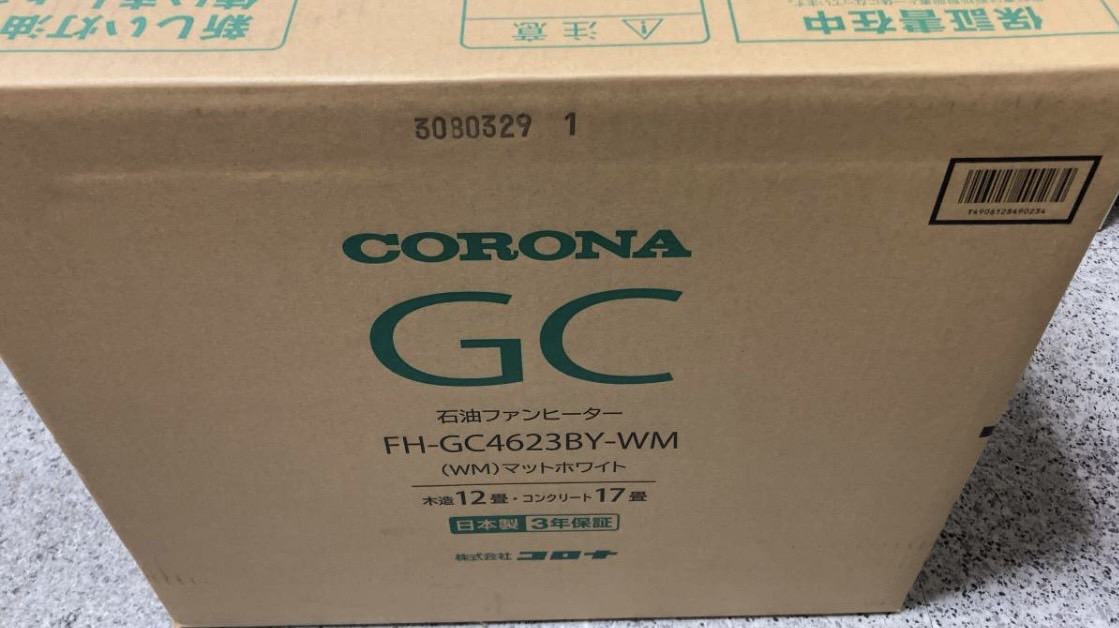 新しい灯油
注意
保証書在中
3080329 1
CORONA
GC
石油ファンヒーター
FH-GC4623BY-WM
(WM)マットホワイト
木造12畳・コンクリート17畳
日本製 3年保証
株式会社コロナ